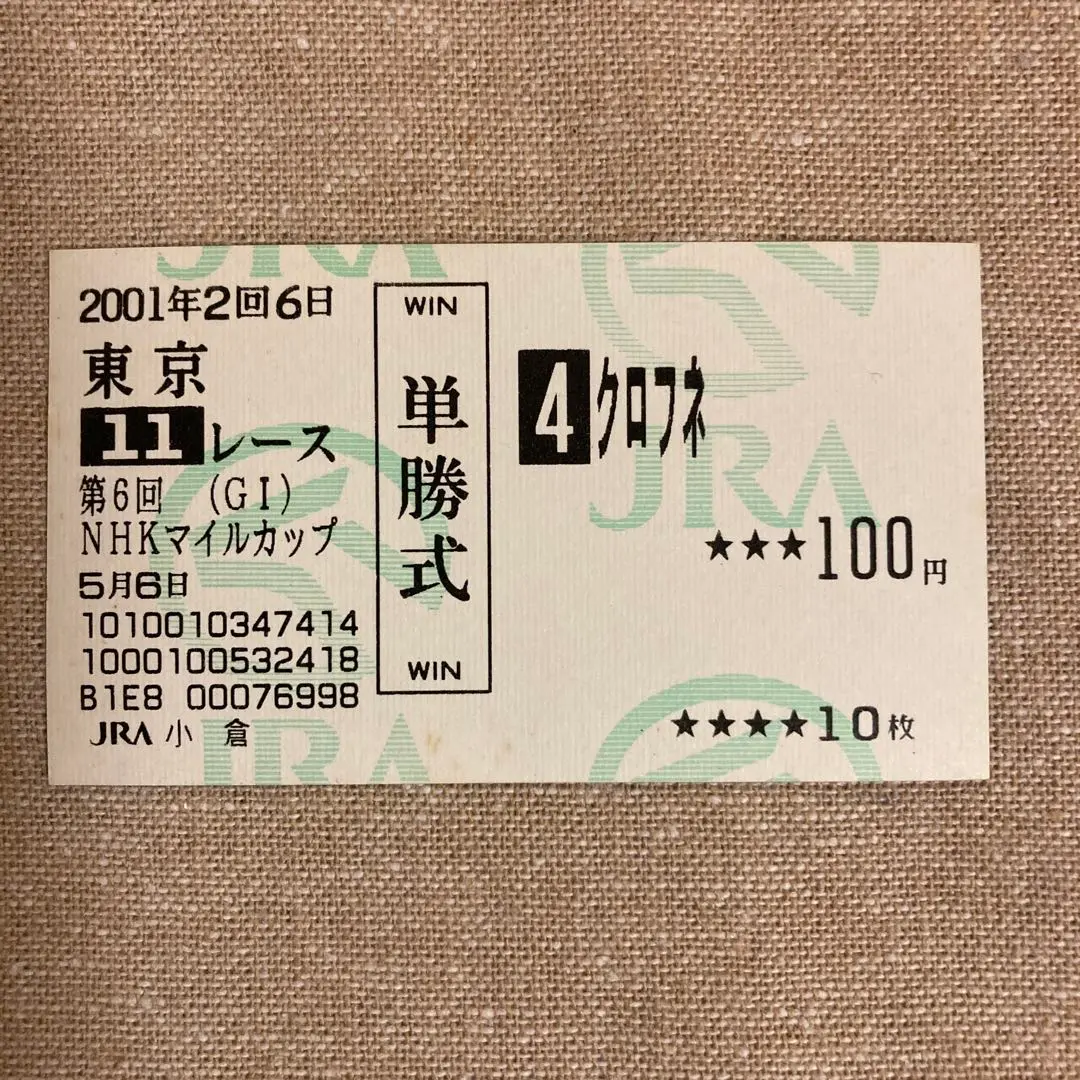 2001年2回6日
東京
11レース
第6回 (GI)
NHKマイルカップ
5月6日
1010010347414
1000100532418
B1E8 00076998
JRA 小倉
WIN
単勝式
WIN
4 クロフネ
★★★100円
★★★★10枚
JRA
JRA
JRA